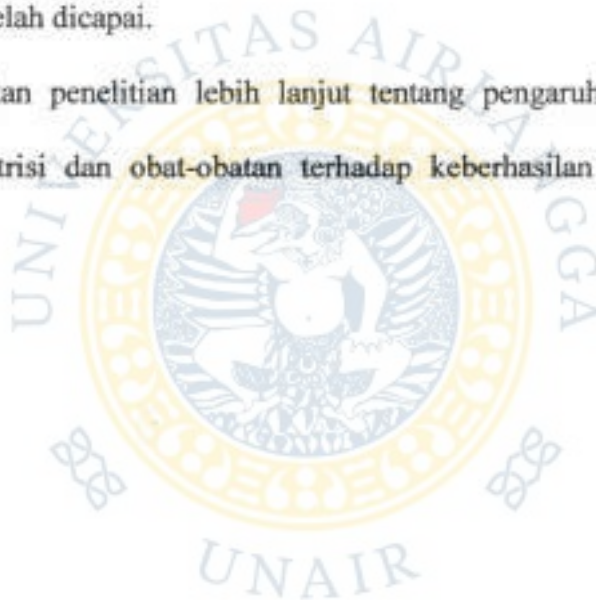 elah dicapai.
an penelitian lebih lanjut tentang pengaruh
trisi dan obat-obatan terhadap keberhasilan
UNIVERSITAS AIRLANGGA
UNAIR